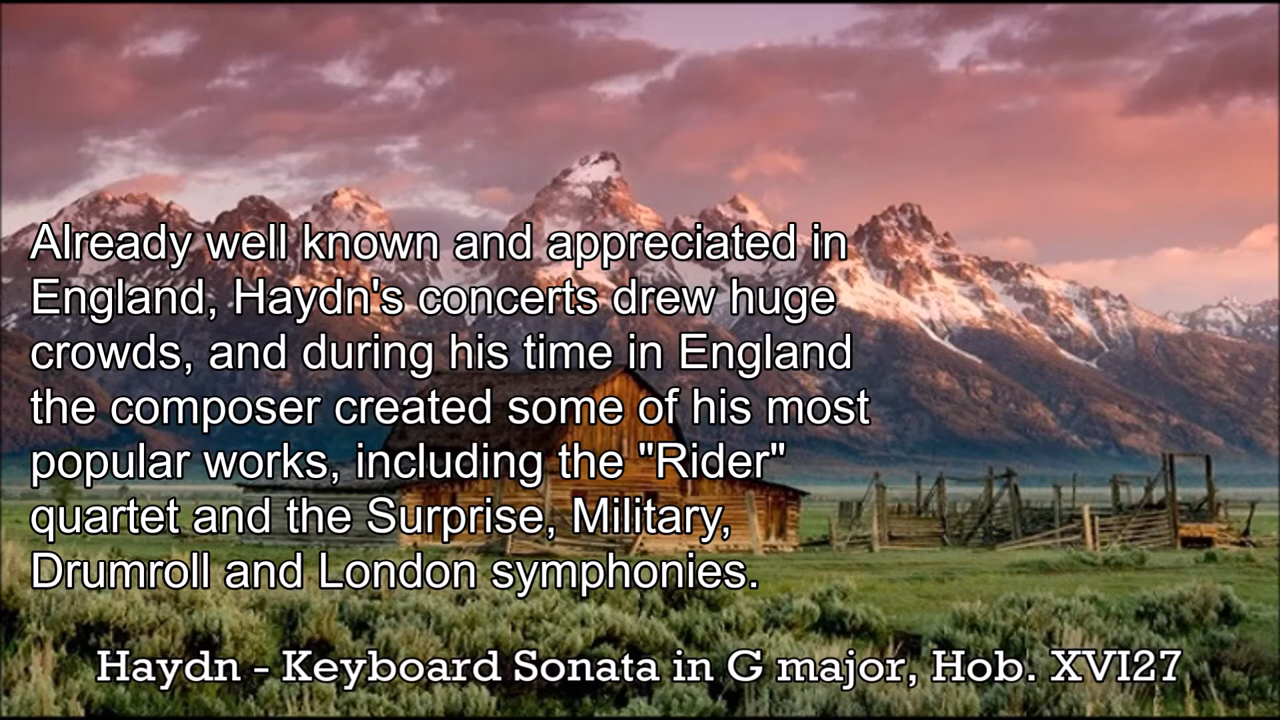 Already well known and appreciated in
England, Haydn's concerts drew huge
crowds, and during his time in England
the composer created some of his most
popular works, including the "Rider"
quartet and the Surprise, Military,
Drumroll and London symphonies.
Haydn - Keyboard Sonata in G major, Hob. XVI27